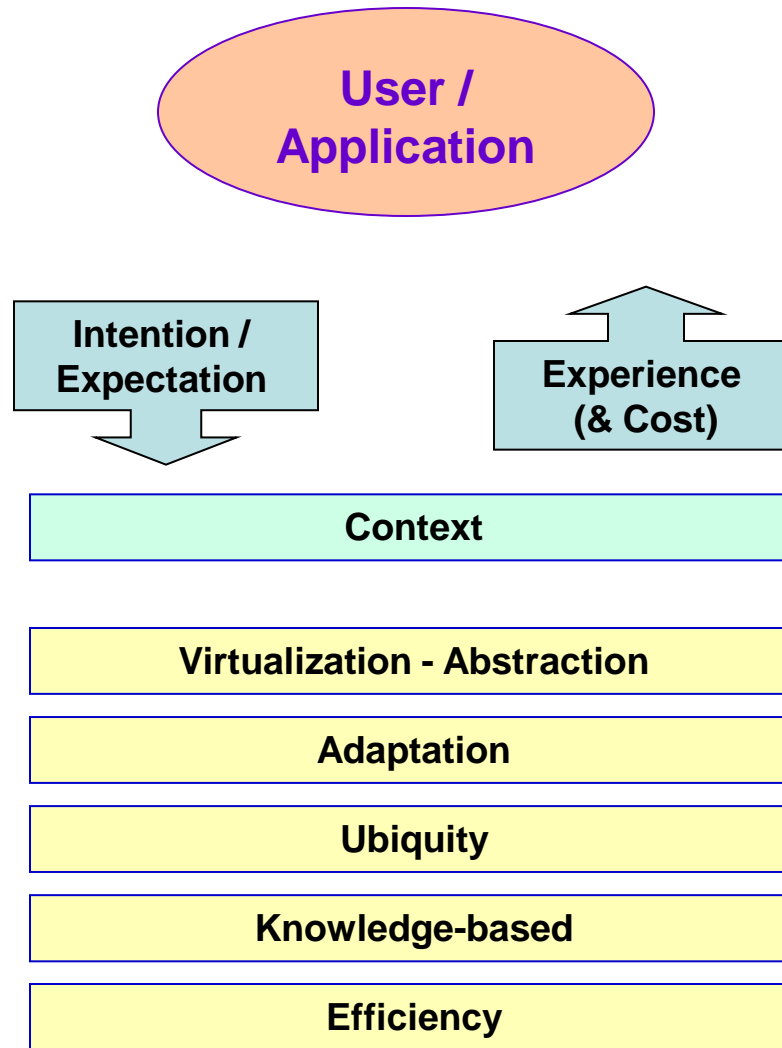 User /
Application
Intention /
Expectation
Experience
(& Cost)
Context
Virtualization - Abstraction
Adaptation
Ubiquity
Knowledge-based
Efficiency